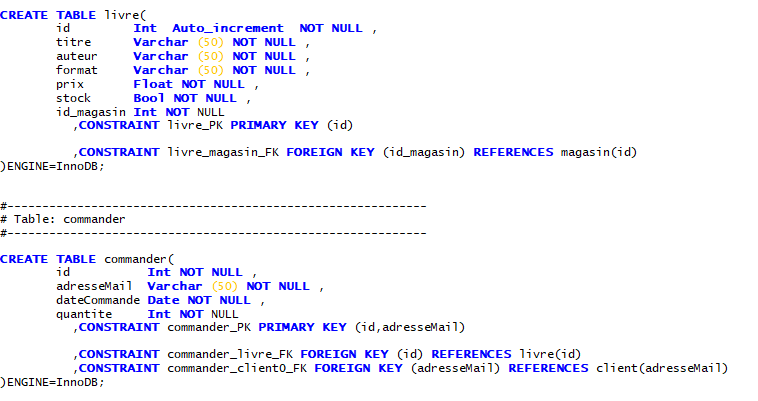 CREATE TABLE livre(
        id         Int  Auto_increment  NOT NULL ,
        titre      Varchar (50) NOT NULL ,
        auteur     Varchar (50) NOT NULL ,
        format     Varchar (50) NOT NULL ,
        prix       Float NOT NULL ,
        stock      Bool NOT NULL ,
        id_magasin Int NOT NULL
	,CONSTRAINT livre_PK PRIMARY KEY (id)

	,CONSTRAINT livre_magasin_FK FOREIGN KEY (id_magasin) REFERENCES magasin(id)
)ENGINE=InnoDB;


#------------------------------------------------------------
# Table: commander
#------------------------------------------------------------

CREATE TABLE commander(
        id           Int NOT NULL ,
        adresseMail  Varchar (50) NOT NULL ,
        dateCommande Date NOT NULL ,
        quantite     Int NOT NULL
	,CONSTRAINT commander_PK PRIMARY KEY (id,adresseMail)

	,CONSTRAINT commander_livre_FK FOREIGN KEY (id) REFERENCES livre(id)
	,CONSTRAINT commander_client0_FK FOREIGN KEY (adresseMail) REFERENCES client(adresseMail)
)ENGINE=InnoDB;